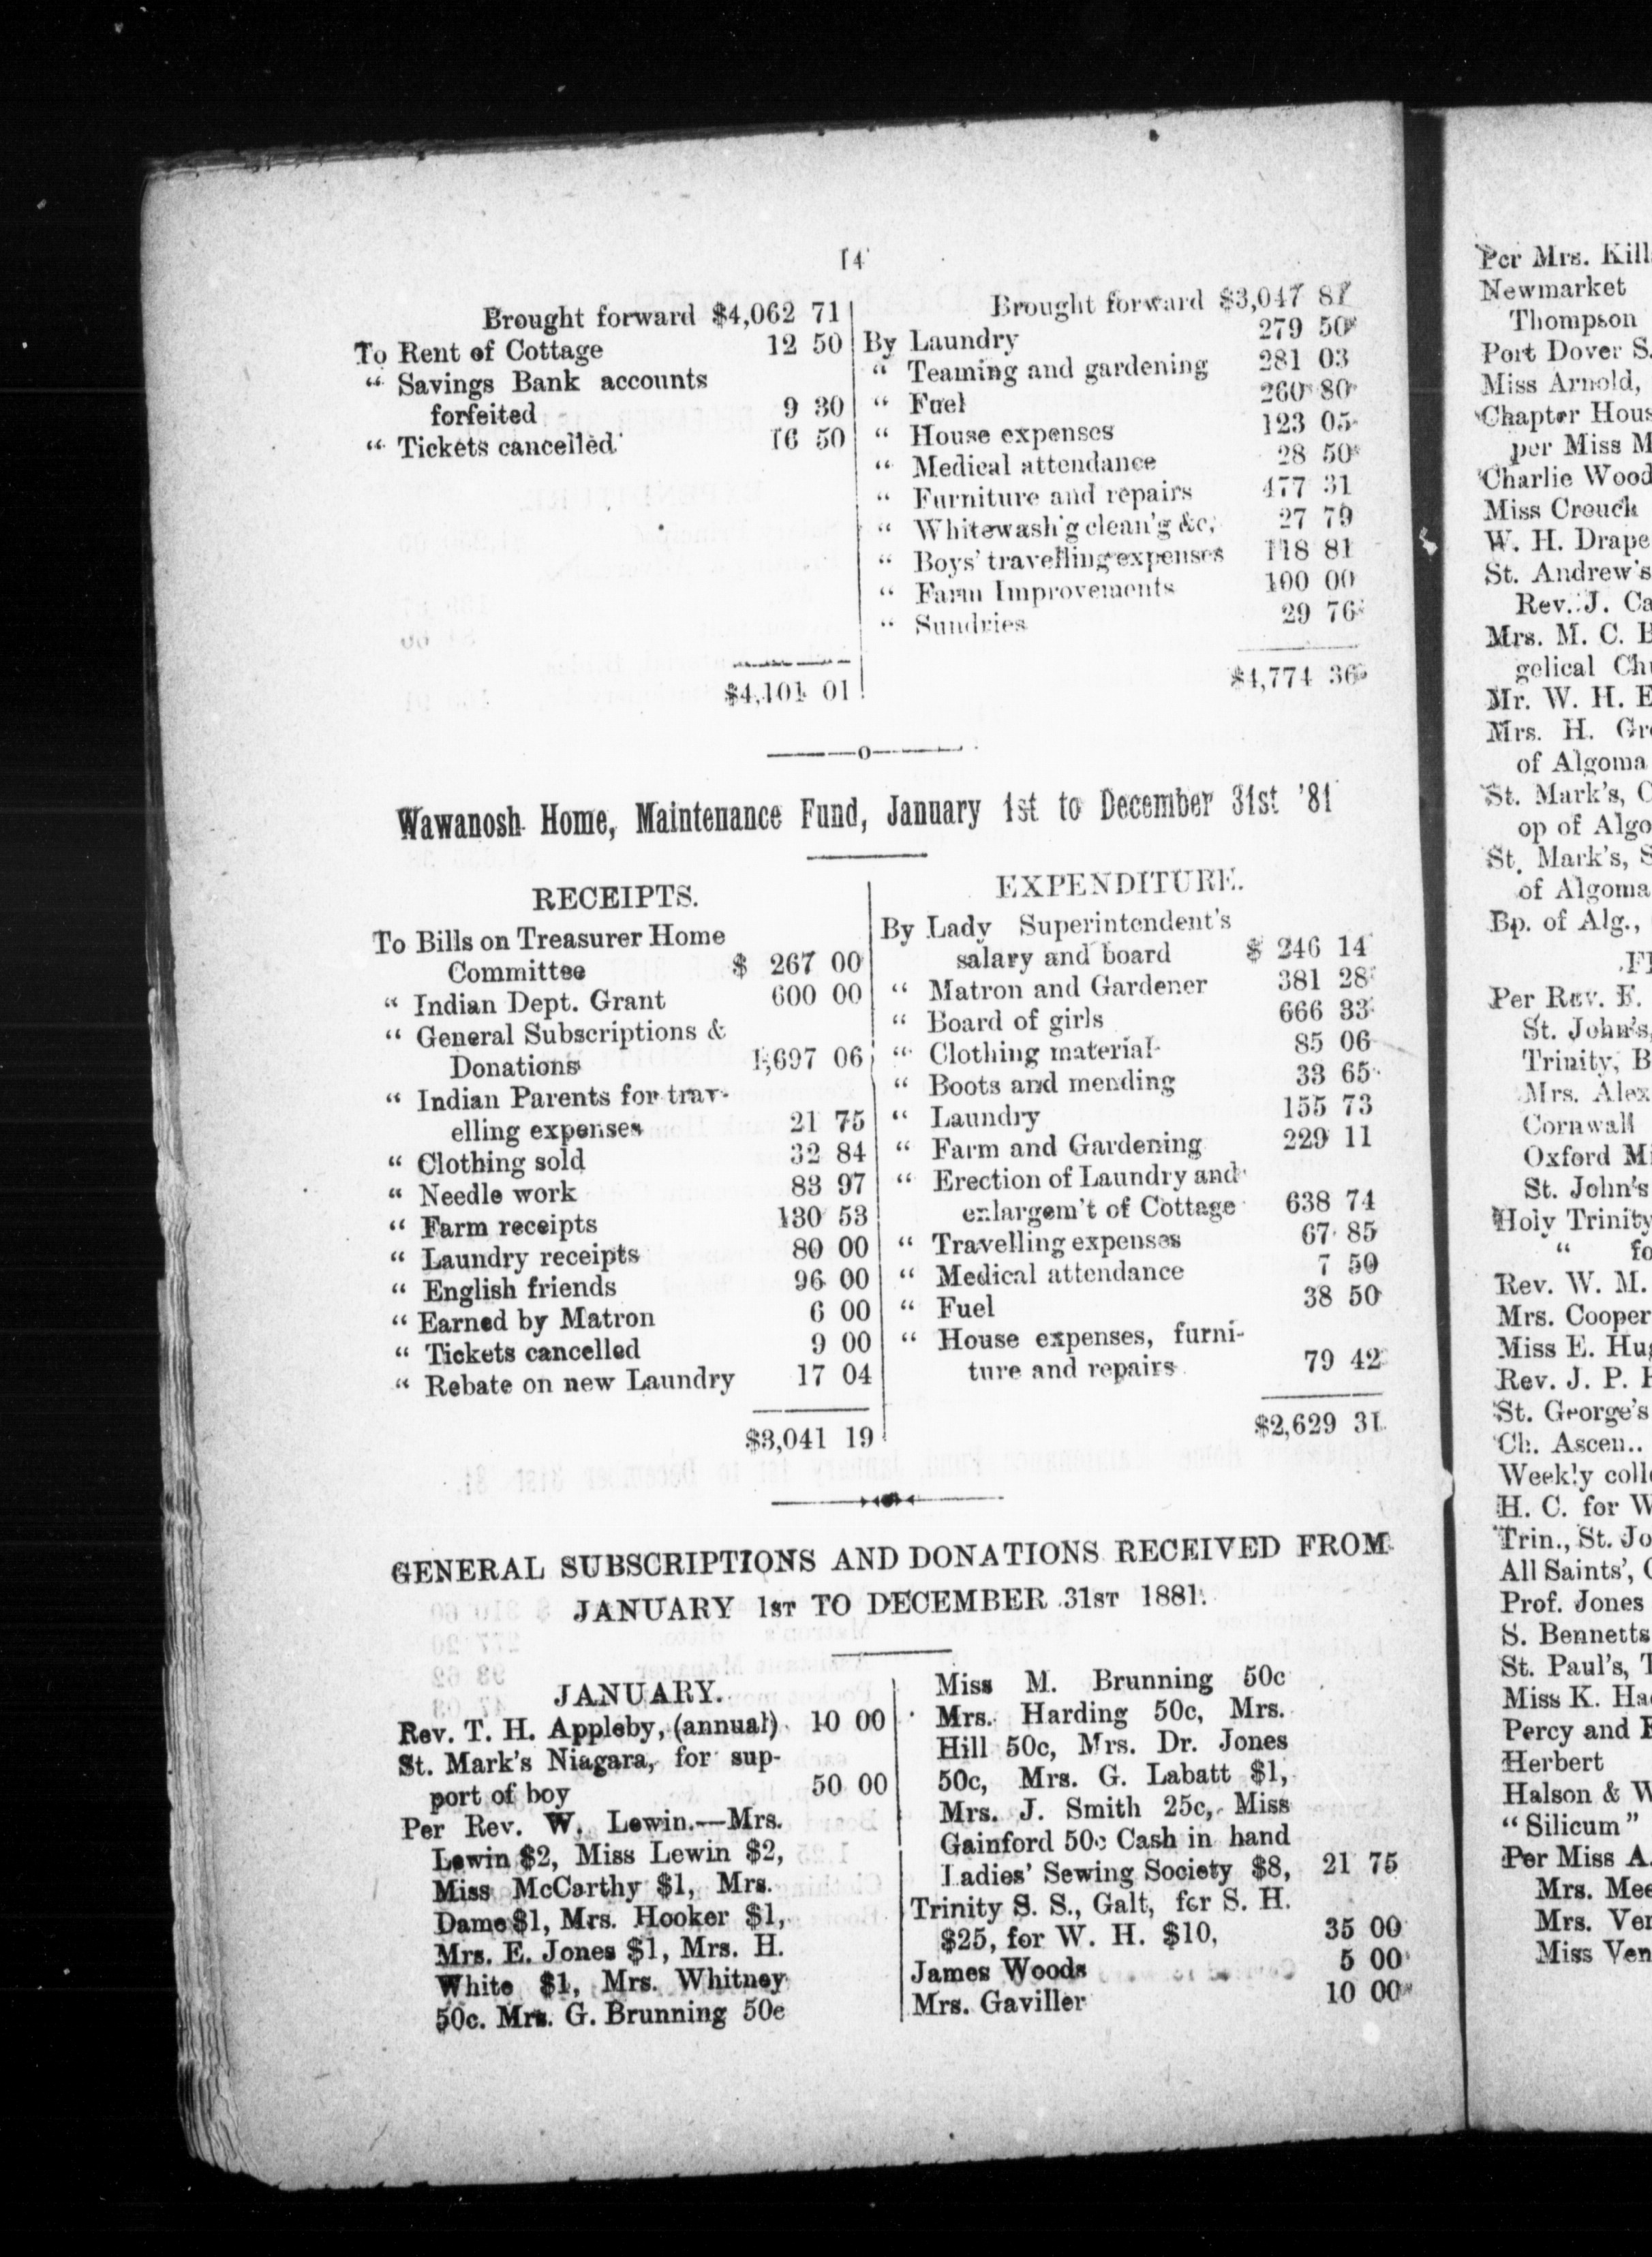 14
Brought forward $4,062 71
To Rent of Cottage 12 50
“ Savings Bank accounts
forfeited 9 30
“ Tickets cancelled 16 50
$4,101 01
Brought forward $3,047 81
By Laundry 279 50
“ Teaming and gardening 281 03
“ Fuel 260 80
“ House expenses 123 05
“ Medical attendance 28 50
“ Furniture and repairs 477 31
“ Whitewash'g clean'g &c, 27 79
“ Boys' travelling expenses 118 81
“ Farm Improvements 100 00
“ Sundries 29 76
$4,774 36
Wawanosh Home, Maintenance Fund, January 1st to December 31st '81
RECEIPTS.
To Bills on Treasurer Home
Committee $ 267 00
“ Indian Dept. Grant 600 00
“ General Subscriptions &
Donations 1,697 06
“ Indian Parents for trav-
elling expenses 21 75
“ Clothing sold 32 84
“ Needle work 83 97
“ Farm receipts 130 53
“ Laundry receipts 80 00
“ English friends 96 00
“ Earned by Matron 6 00
“ Tickets cancelled 9 00
“ Rebate on new Laundry 17 04
$3,041 19
EXPENDITURE.
By Lady Superintendent's
salary and board $ 246 14
“ Matron and Gardener 381 28
“ Board of girls 666 33
“ Clothing material 85 06
“ Boots and mending 33 65
“ Laundry 155 73
“ Farm and Gardening 229 11
“ Erection of Laundry and
enlargem't of Cottage 638 74
“ Travelling expenses 67 85
“ Medical attendance 7 50
“ Fuel 38 50
“ House expenses, furni-
ture and repairs 79 42
$2,629 31
GENERAL SUBSCRIPTIONS AND DONATIONS RECEIVED FROM
JANUARY 1ST TO DECEMBER 31ST 1881.
JANUARY.
Rev. T. H. Appleby, (annual) 10 00
St. Mark's Niagara, for sup-
port of boy 50 00
Per Rev. W. Lewin.—Mrs.
Lewin $2, Miss Lewin $2,
Miss McCarthy $1, Mrs.
Dame $1, Mrs. Hooker $1,
Mrs. E. Jones $1, Mrs. H.
White $1, Mrs. Whitney
50c. Mrs. G. Brunning 50c
Miss M. Brunning 50c
Mrs. Harding 50c, Mrs.
Hill 50c, Mrs. Dr. Jones
50c, Mrs. G. Labatt $1,
Mrs. J. Smith 25c, Miss
Gainford 50c Cash in hand
Ladies' Sewing Society $8, 21 75
Trinity S. S., Galt, for S. H.
$25, for W. H. $10, 35 00
James Woods 5 00
Mrs. Gaviller 10 00
Per Mrs. Kill
Newmarket
Thompson
Port Dover S.
Miss Arnold,
Chapter Hous
per Miss M
Charlie Wood
Miss Crouch
W. H. Drape
St. Andrew's
Rev. J. Ca
Mrs. M. C. B
gelical Chu
Mr. W. H. E
Mrs. H. Gr
of Algoma
St. Mark's, C
op of Algo
St. Mark's, S
of Algoma
Bp. of Alg.,
Per Rev. F.
St. John's,
Trinity, B
Mrs. Alex
Cornwall
Oxford Mi
St. John's
Holy Trinity
“ fo
Rev. W. M.
Mrs. Cooper
Miss E. Hug
Rev. J. P.
St. George's
Ch. Ascen..
Weekly coll
H. C. for W
Trin., St. Jo
All Saints',
Prof. Jones
S. Bennetts
St. Paul's,
Miss K. Ha
Percy and
Herbert
Halson & W
“Silicum”
Per Miss A.
Mrs. Mee
Mrs. Ver
Miss Ven